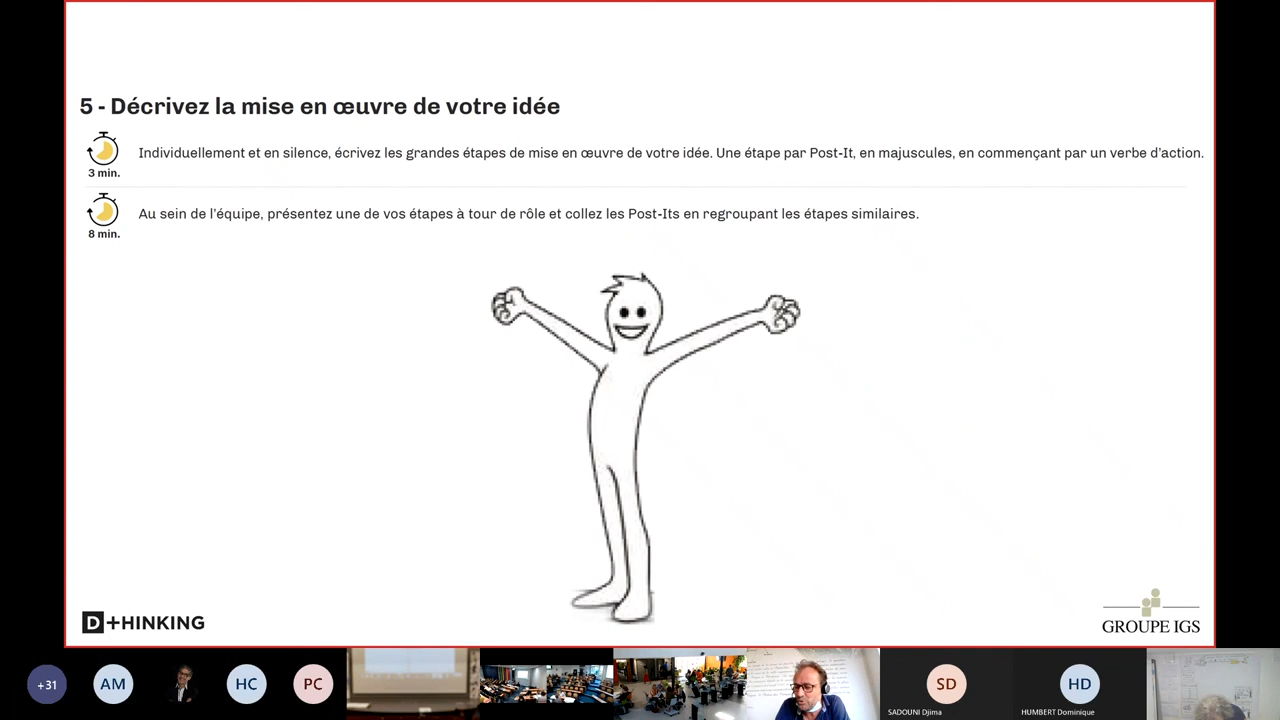 5 - Décrivez la mise en œuvre de votre idée
Individuellement et en silence, écrivez les grandes étapes de mise en œuvre de votre idée. Une étape par Post-It, en majuscules, en commençant par un verbe d'action.
3 min.
Au sein de l'équipe, présentez une de vos étapes à tour de rôle et collez les Post-Its en regroupant les étapes similaires.
8 min.
D+HINKING
GROUPE IGS
+31
AM
HC
PC
SD
HD
SADOUNI Djima
HUMBERT Dominique